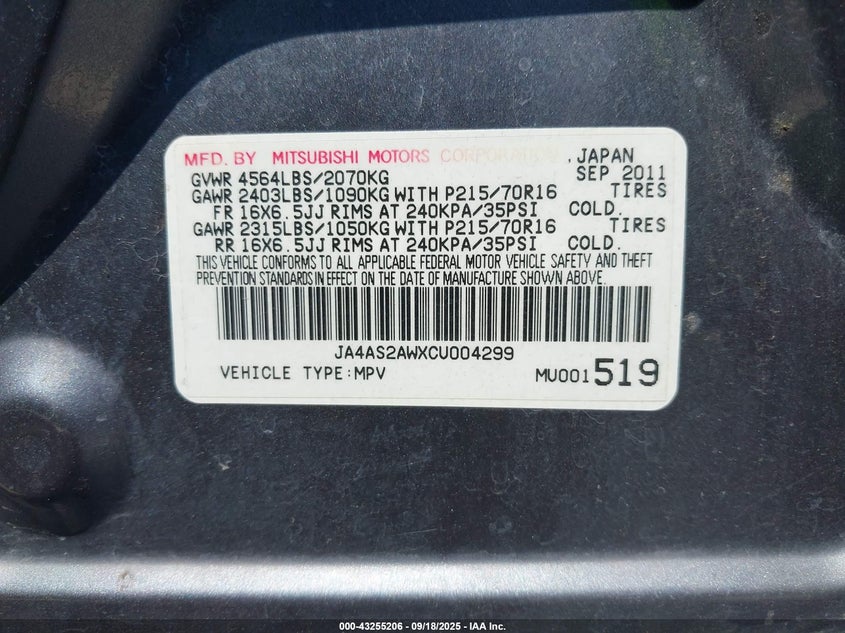 MFD. BY MITSUBISHI MOTORS CORPORATION, JAPAN
GVWR 4564LBS/2070KG SEP 2011
GAWR 2403LBS/1090KG WITH P215/70R16 TIRES
FR 16X6.5JJ RIMS AT 240KPA/35PSI COLD.
GAWR 2315LBS/1050KG WITH P215/70R16 TIRES
RR 16X6.5JJ RIMS AT 240KPA/35PSI COLD.
THIS VEHICLE CONFORMS TO ALL APPLICABLE FEDERAL MOTOR VEHICLE SAFETY AND THEFT
PREVENTION STANDARDS IN EFFECT ON THE DATE OF MANUFACTURE SHOWN ABOVE.
JA4AS2AWXCU004299
VEHICLE TYPE:MPV MU001519
000-43255206 - 09/18/2025 - IAA Inc.